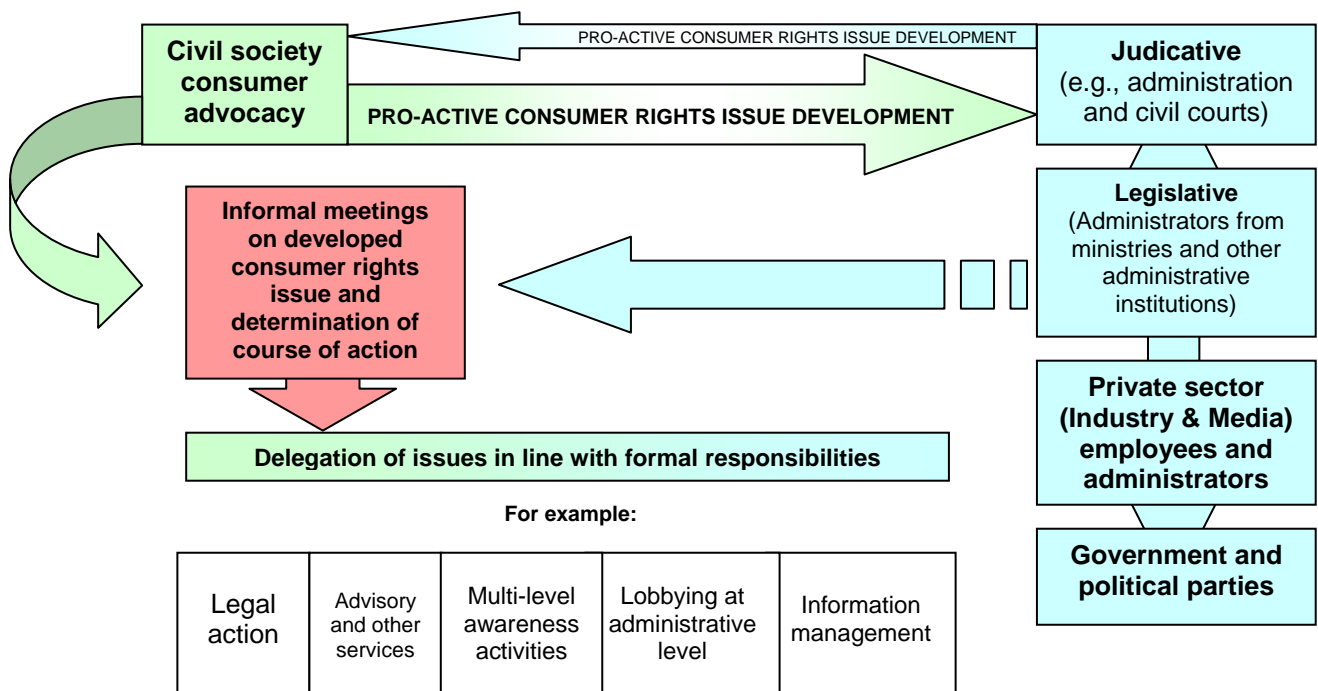 Civil society
consumer
advocacy
PRO-ACTIVE CONSUMER RIGHTS ISSUE DEVELOPMENT
PRO-ACTIVE CONSUMER RIGHTS ISSUE DEVELOPMENT
Judicative
(e.g., administration
and civil courts)
Informal meetings
on developed
consumer rights
issue and
determination of
course of action
Legislative
(Administrators from
ministries and other
administrative
institutions)
Private sector
(Industry & Media)
employees and
administrators
Government and
political parties
Delegation of issues in line with formal responsibilities
For example:
Legal
action
Advisory
and other
services
Multi-level
awareness
activities
Lobbying at
administrative
level
Information
management